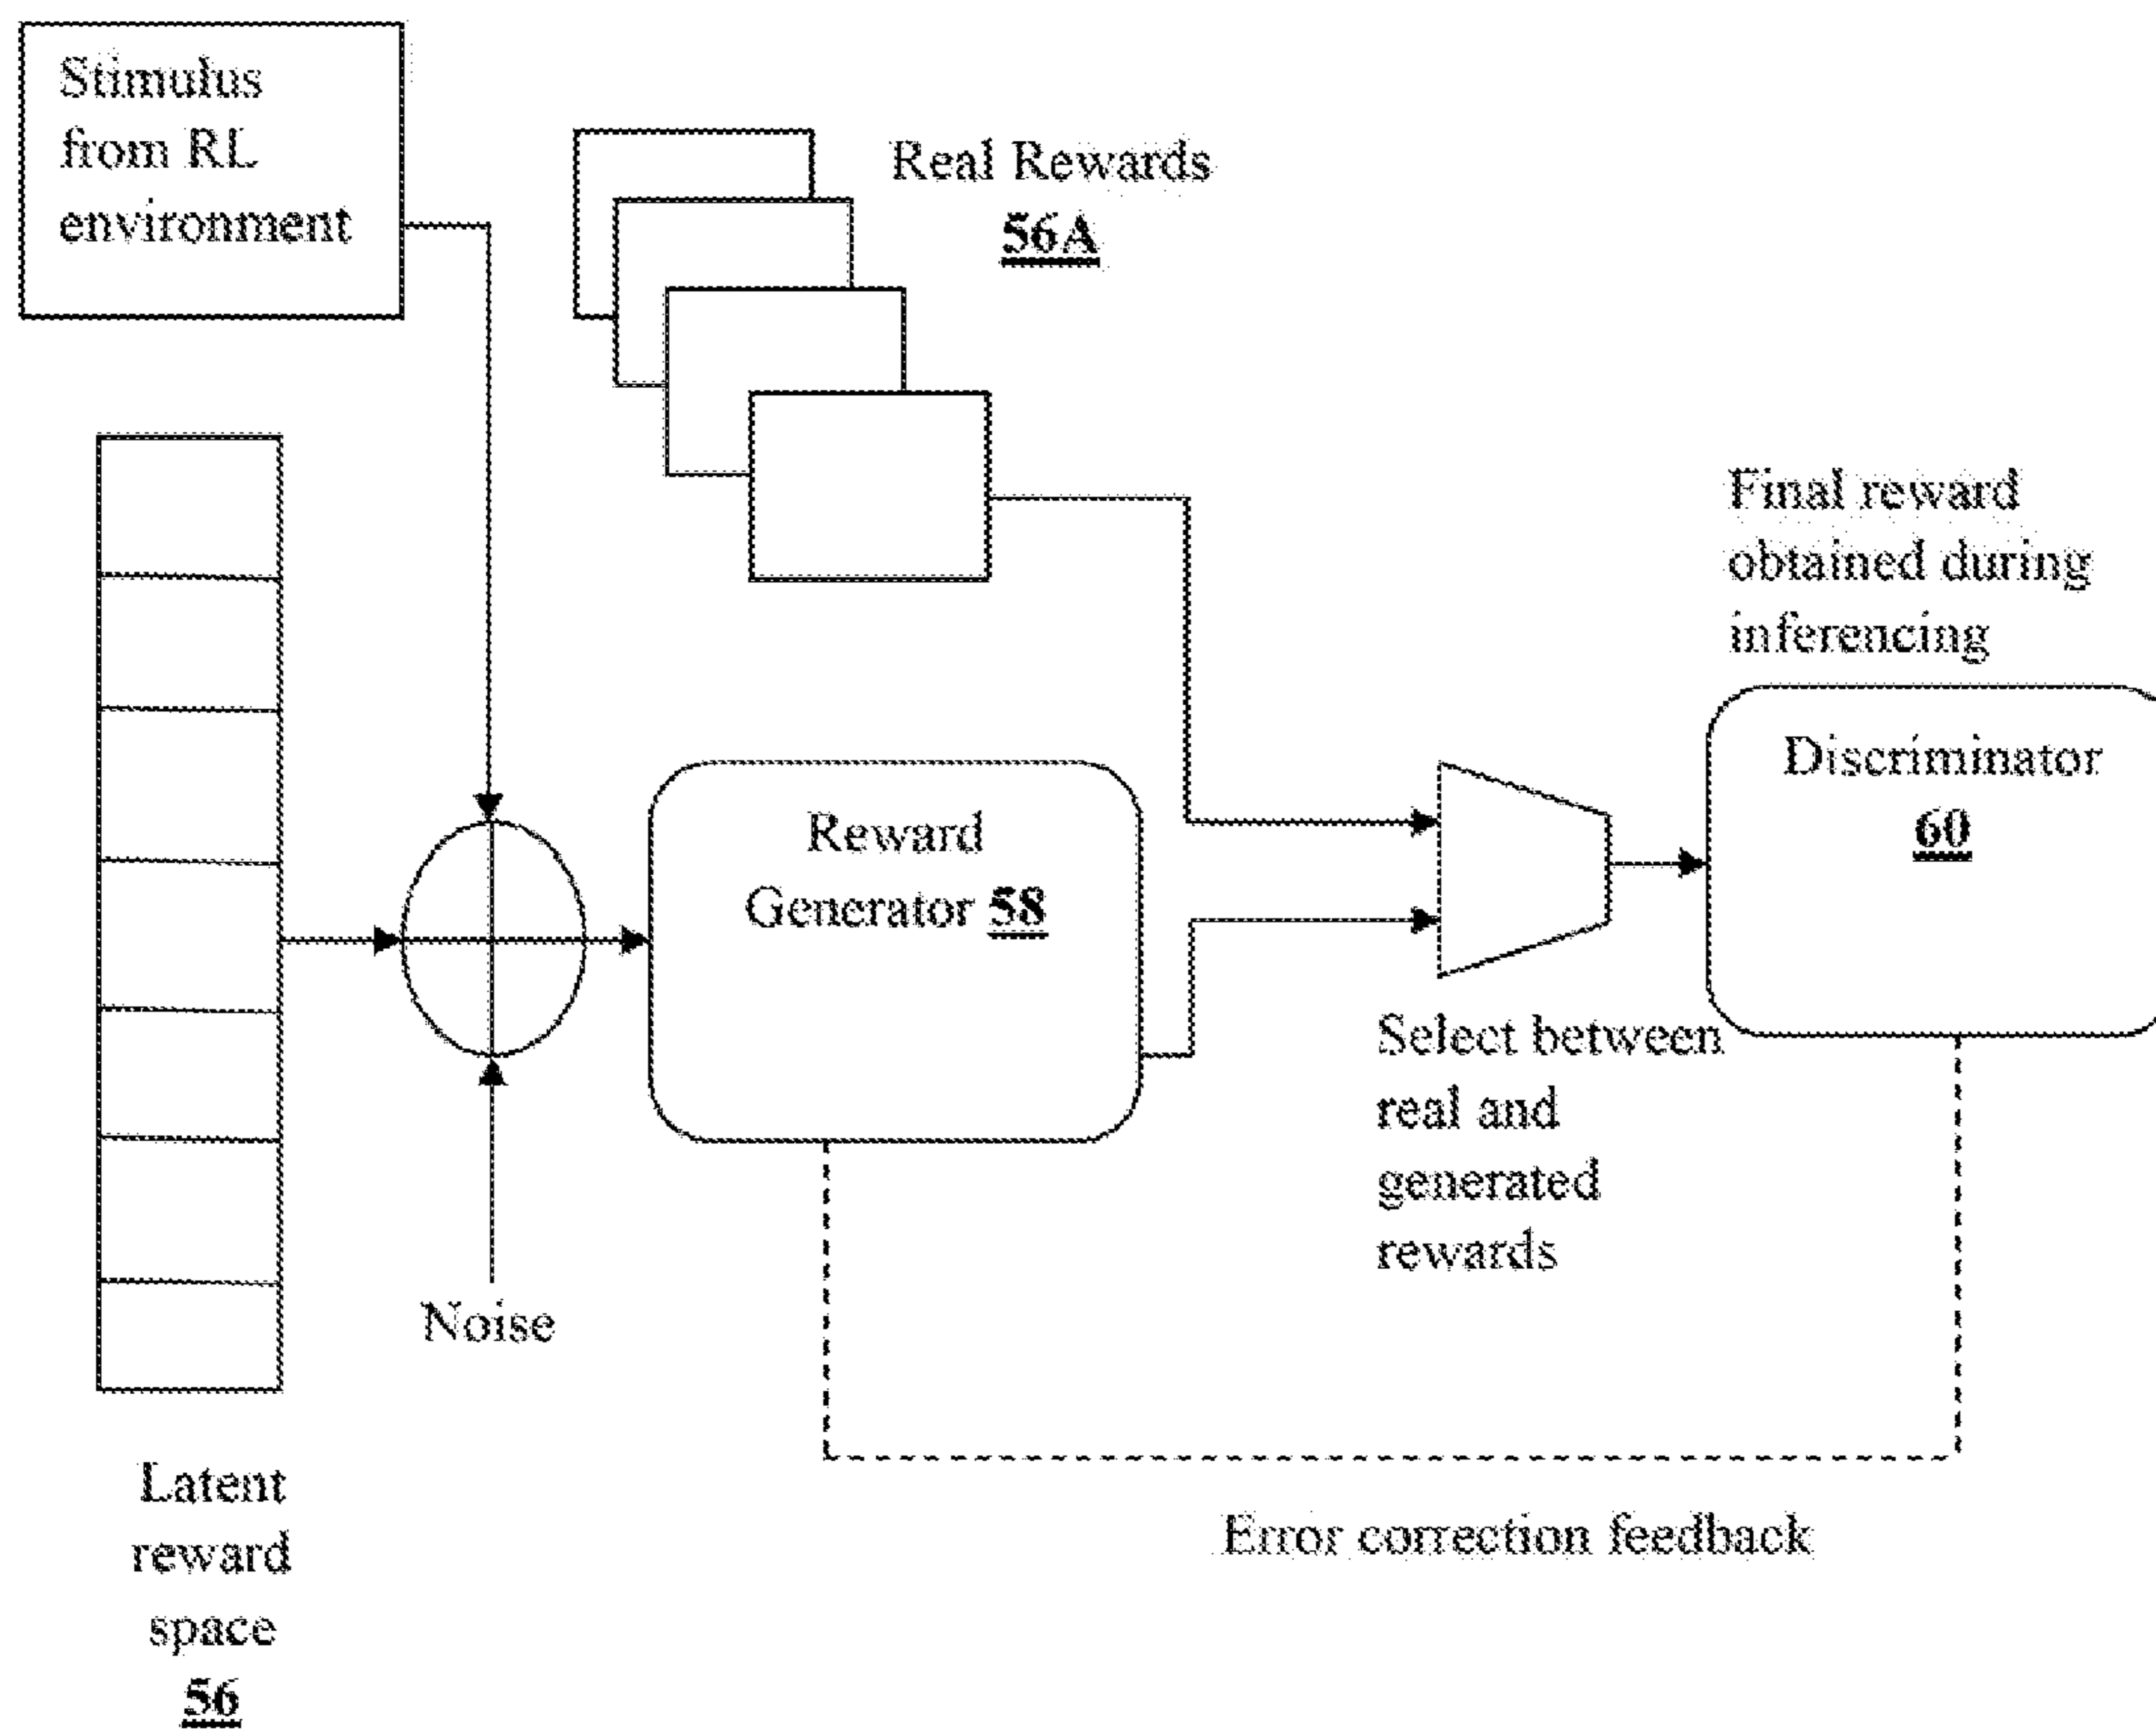 Stimulus
from RL
environment
Real Rewards
56A
Final reward
obtained during
inferencing
Discriminator
60
Reward
Generator 58
Select between
real and
generated
rewards
Noise
Error correction feedback
Latent
reward
space
56